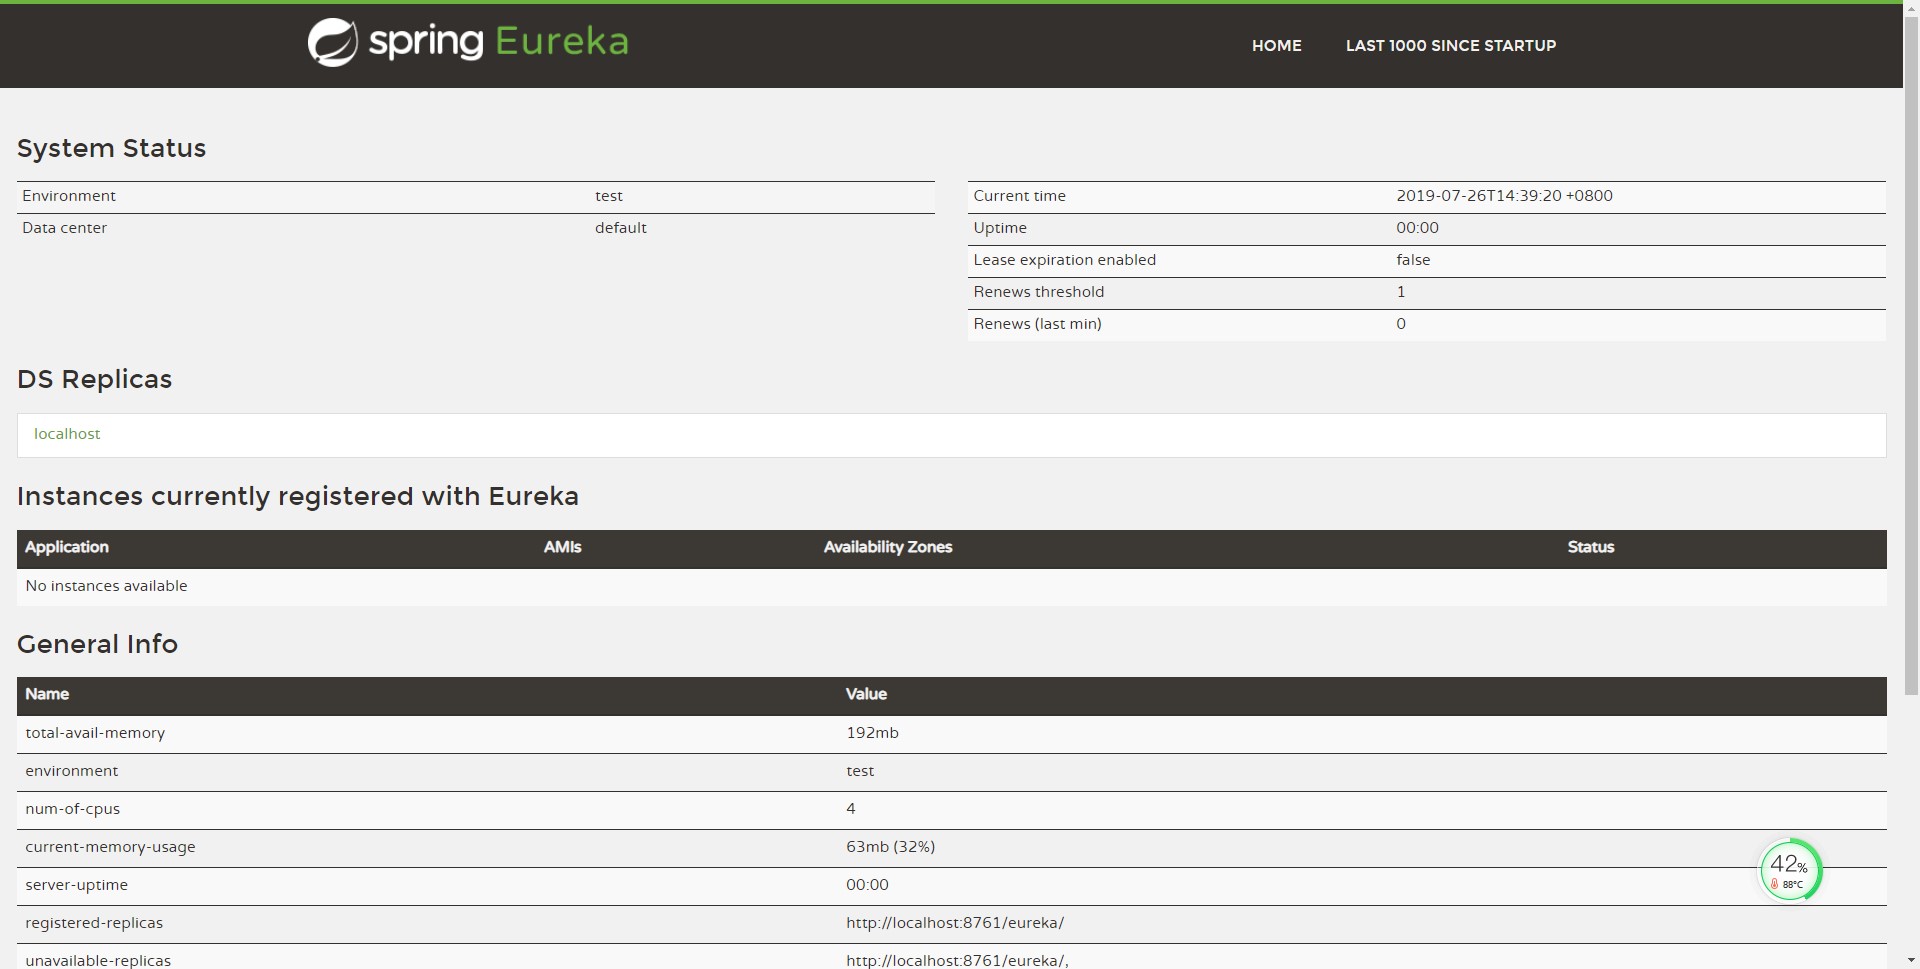 spring Eureka
HOME LAST 1000 SINCE STARTUP
System Status
Environment test
Data center default
Current time 2019-07-26T14:39:20 +0800
Uptime 00:00
Lease expiration enabled false
Renews threshold 1
Renews (last min) 0
DS Replicas
localhost
Instances currently registered with Eureka
Application AMIs Availability Zones Status
No instances available
General Info
Name Value
total-avail-memory 192mb
environment test
num-of-cpus 4
current-memory-usage 63mb (32%)
server-uptime 00:00
registered-replicas http://localhost:8761/eureka/
unavailable-replicas http://localhost:8761/eureka/,
42%
88°C